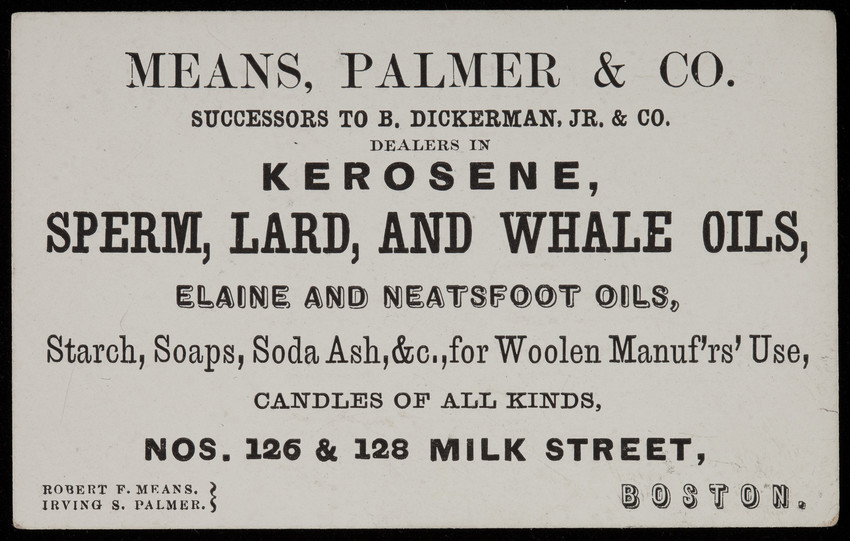 MEANS, PALMER & CO.
SUCCESSORS TO B. DICKERMAN, JR. & CO.
DEALERS IN
KEROSENE,
SPERM, LARD, AND WHALE OILS,
ELAINE AND NEATSFOOT OILS,
Starch, Soaps, Soda Ash, &c., for Woolen Manuf'rs' Use,
CANDLES OF ALL KINDS,
NOS. 126 & 128 MILK STREET,
ROBERT F. MEANS.
IRVING S. PALMER.
BOSTON.